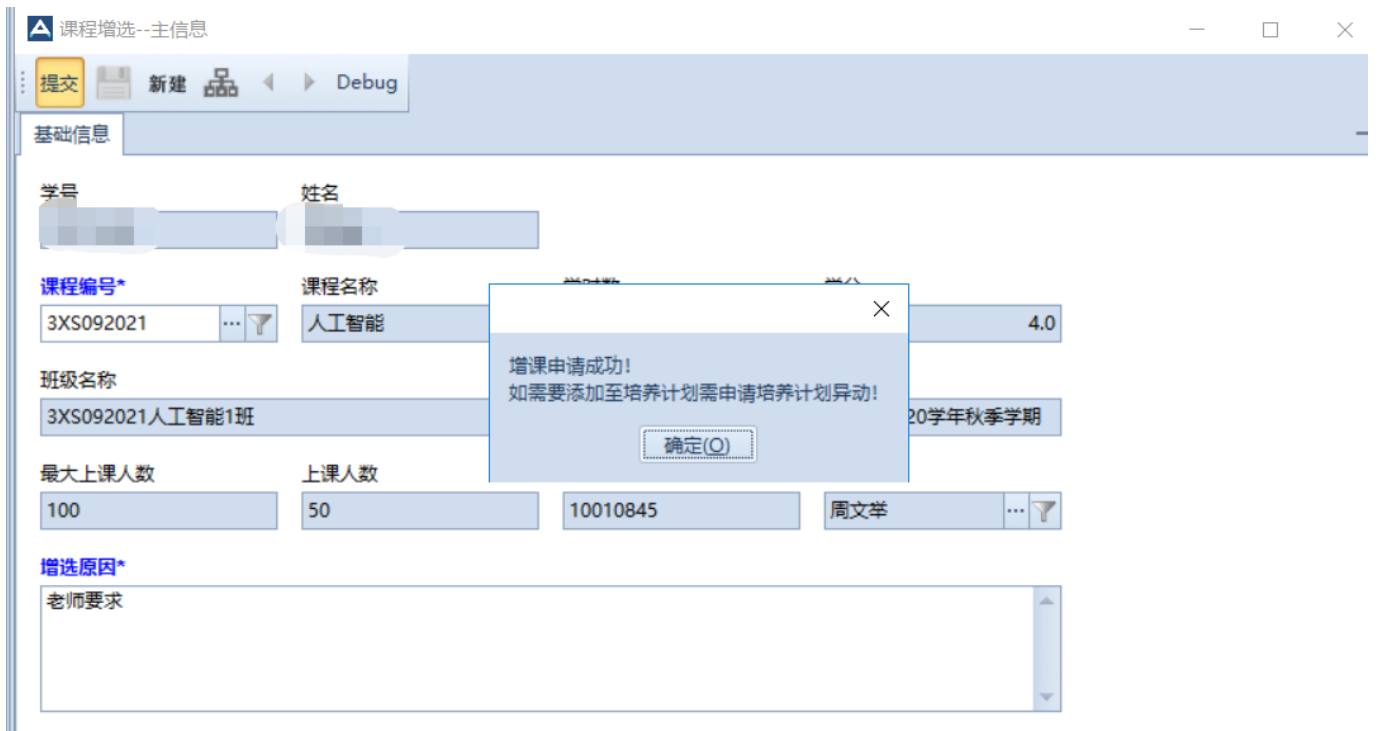 课程增选--主信息
提交 新建 Debug
基础信息
学号 姓名
课程编号* 课程名称
3XS092021 ... 人工智能 4.0
班级名称
3XS092021人工智能1班 20学年秋季学期
最大上课人数 上课人数
100 50 10010845 周文举 ...
增选原因*
老师要求
增课申请成功!
如需要添加至培养计划需申请培养计划异动!
确定(O)